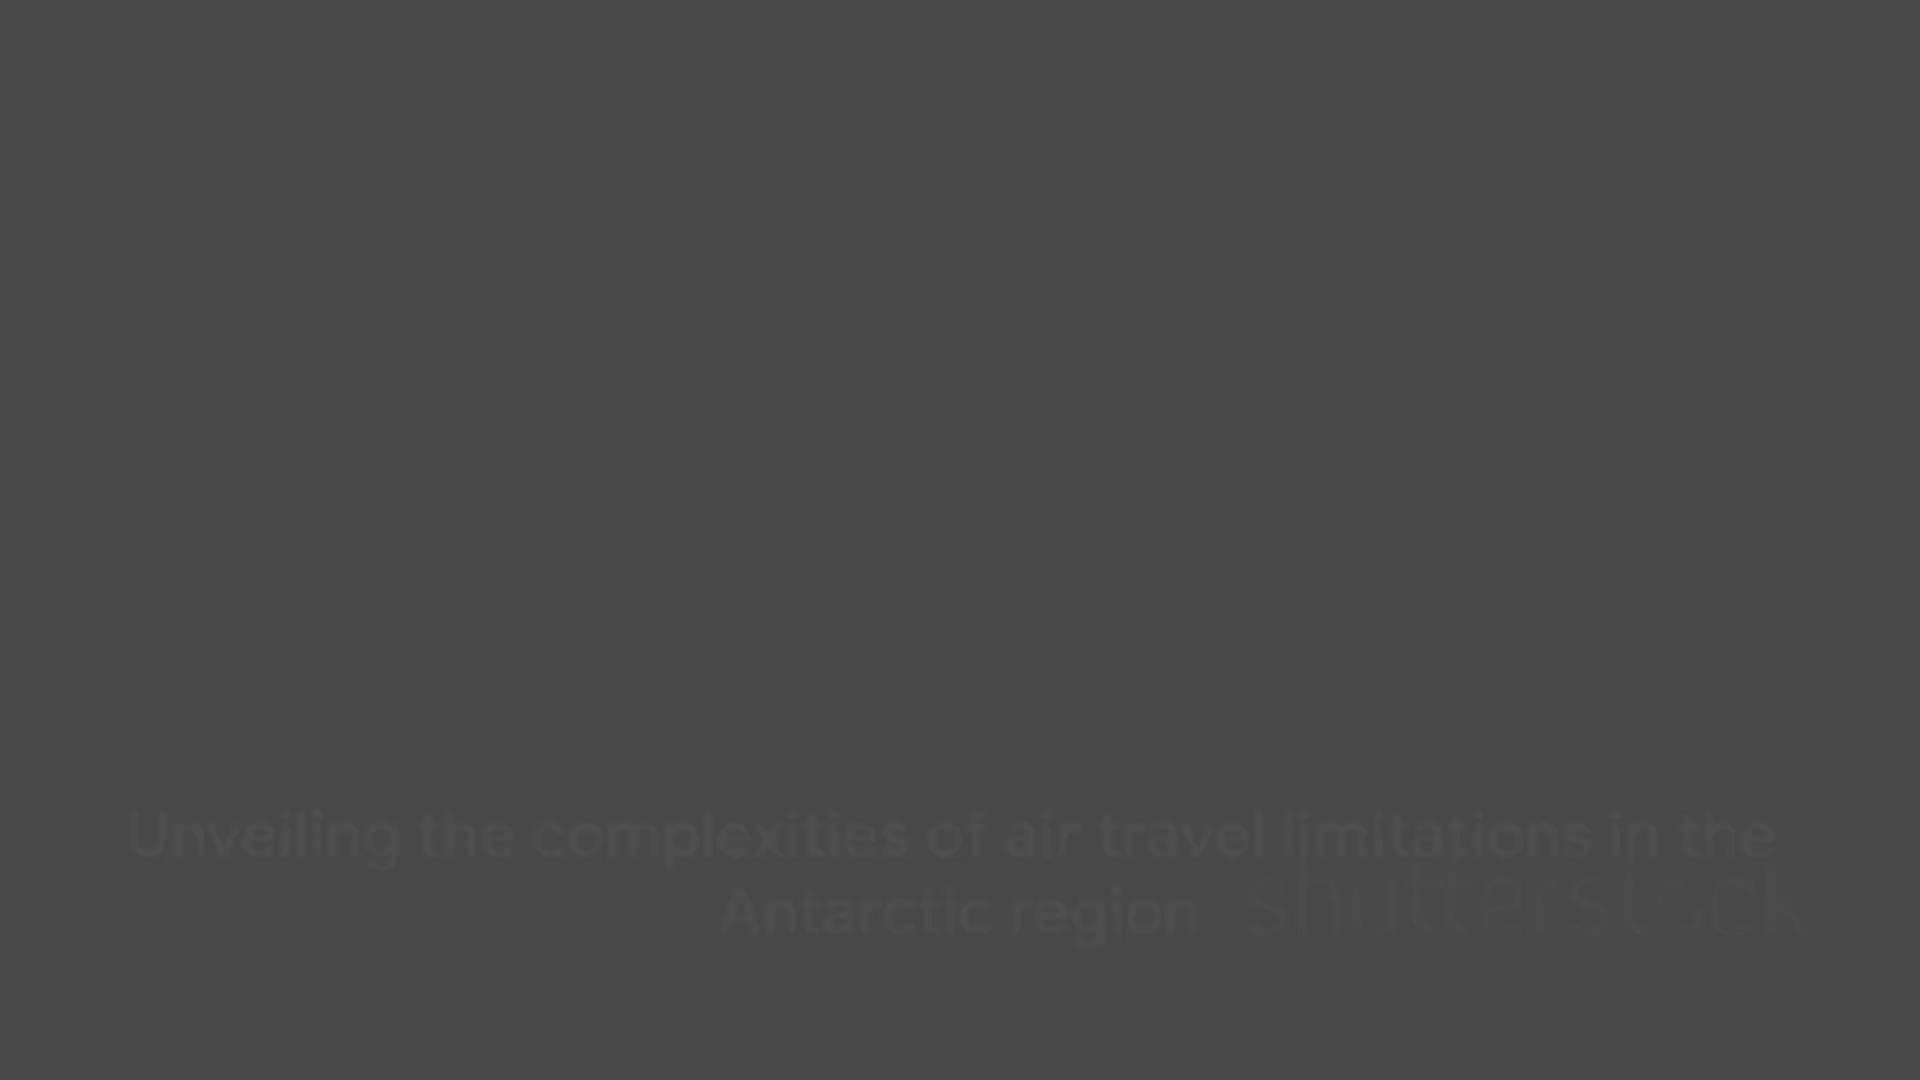 Unveiling the complexities of air travel limitations in the
Antarctic region
shutterstock